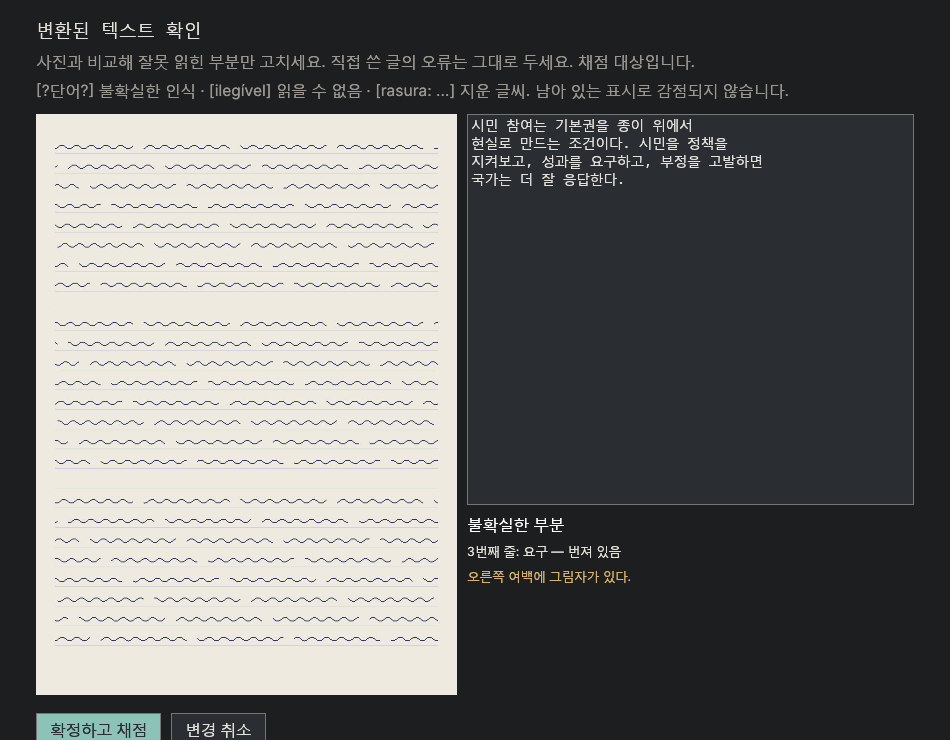 변환된 텍스트 확인
사진과 비교해 잘못 읽힌 부분만 고치세요. 직접 쓴 글의 오류는 그대로 두세요. 채점 대상입니다.
[?단어?] 불확실한 인식 · [ilegível] 읽을 수 없음 · [rasura: ...] 지운 글씨. 남아 있는 표시로 감점되지 않습니다.
시민 참여는 기본권을 종이 위에서
현실로 만드는 조건이다. 시민을 정책을
지켜보고, 성과를 요구하고, 부정을 고발하면
국가는 더 잘 응답한다.
불확실한 부분
3번째 줄: 요구 — 번져 있음
오른쪽 여백에 그림자가 있다.
확정하고 채점
변경 취소